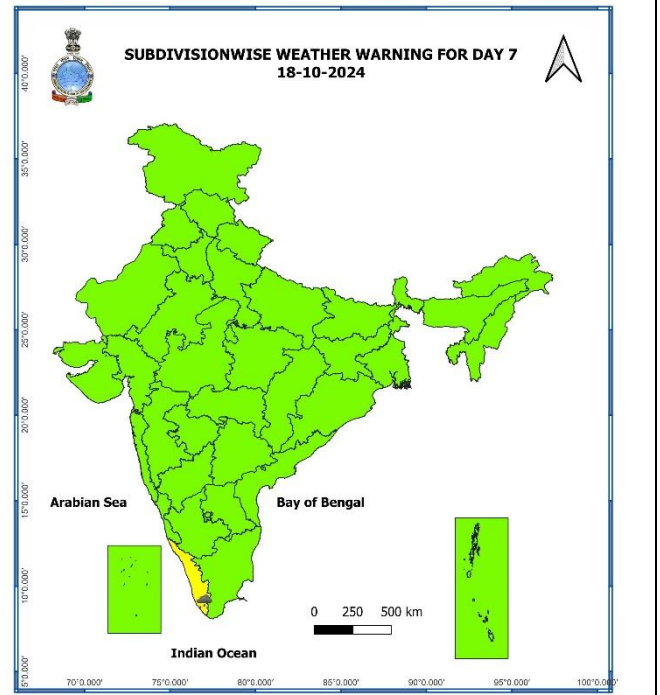 SUBDIVISIONWISE WEATHER WARNING FOR DAY 7
18-10-2024
40°0.000'
35°0.000'
30°0.000'
25°0.000'
20°0.000'
15°0.000'
10°0.000'
5°0.000'
Arabian Sea
Bay of Bengal
0 250 500 km
Indian Ocean
70°0.000' 75°0.000' 80°0.000' 85°0.000' 90°0.000' 95°0.000' 100°0.000'